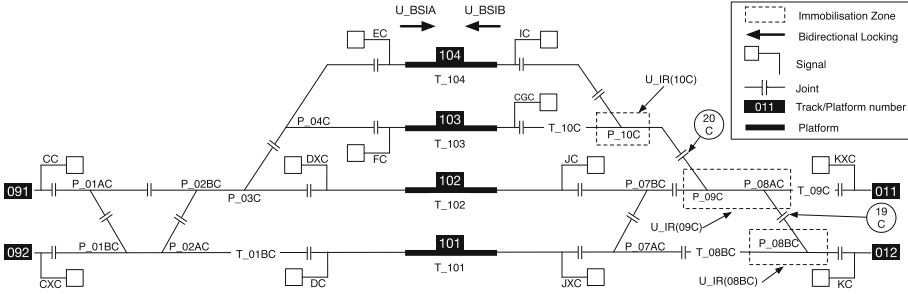 U_BSIA U_BSIB
EC IC
104
T_104
U_IR(10C)
P_04C
103
T_103
CGC
T_10C
P_10C
FC
20
C
CC
DXC
JC
KXC
091
P_01AC
P_02BC
P_03C
102
T_102
P_07BC
P_08AC
P_09C
T_09C
011
U_IR(09C)
19
C
092
P_01BC
P_02AC
T_01BC
101
T_101
P_07AC
T_08BC
P_08BC
012
CXC
DC
JXC
U_IR(08BC)
KC
Immobilisation Zone
Bidirectional Locking
Signal
Joint
011 Track/Platform number
Platform